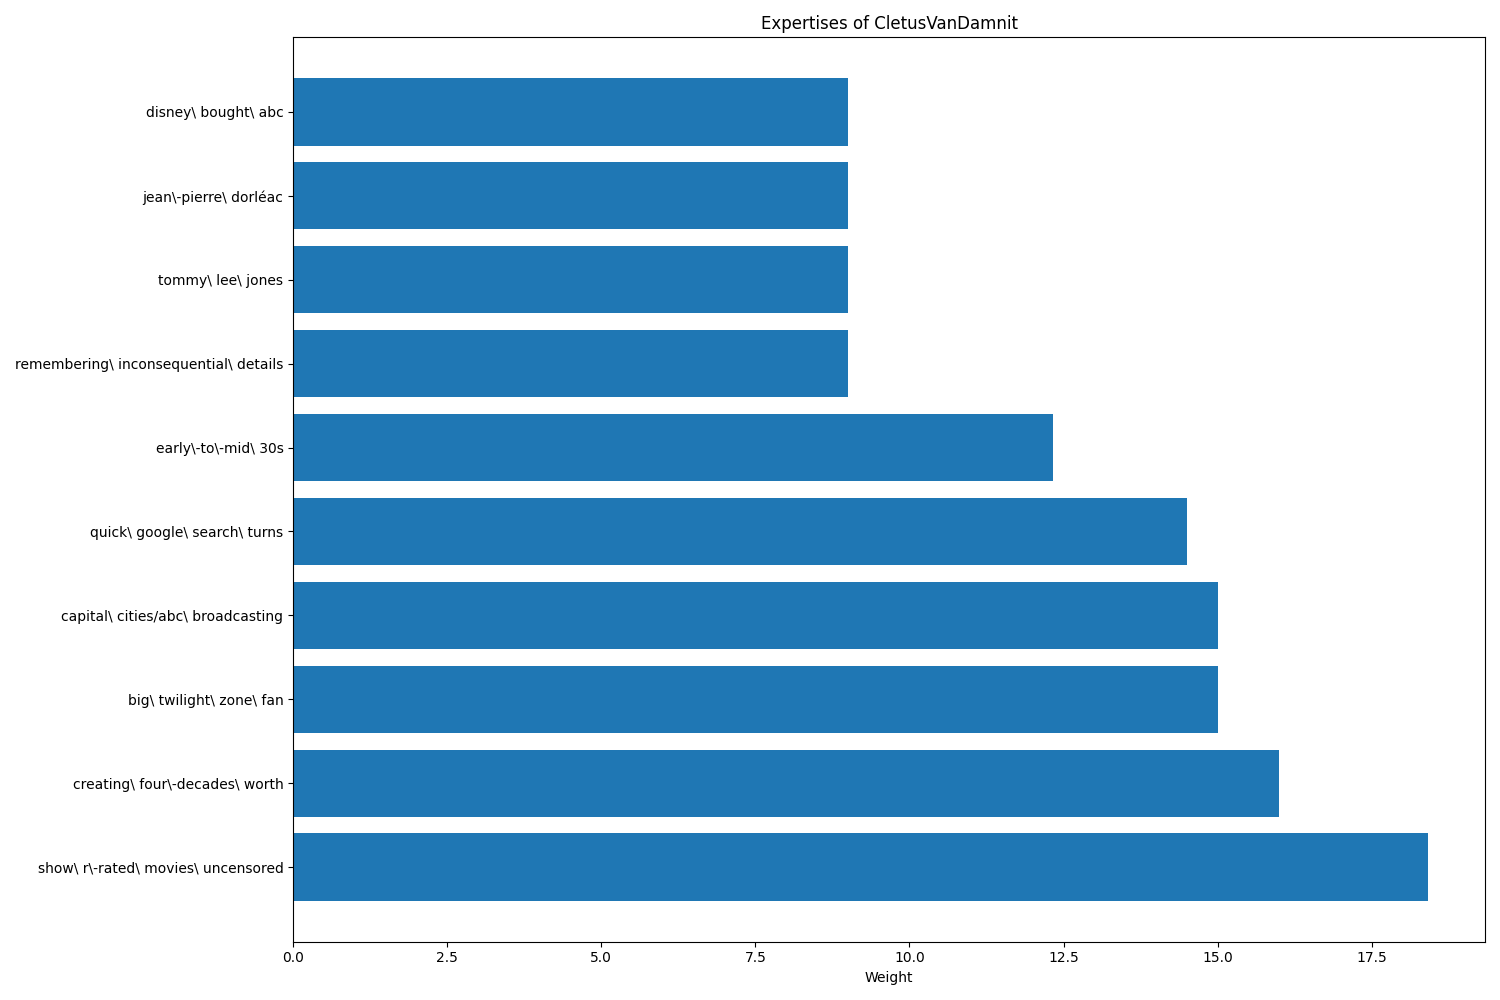 Expertises of CletusVanDamnit
disney\ bought\ abc
jean\-pierre\ dorléac
tommy\ lee\ jones
remembering\ inconsequential\ details
early\-to\-mid\ 30s
quick\ google\ search\ turns
capital\ cities/abc\ broadcasting
big\ twilight\ zone\ fan
creating\ four\-decades\ worth
show\ r\-rated\ movies\ uncensored
0.0 2.5 5.0 7.5 10.0 12.5 15.0 17.5
Weight